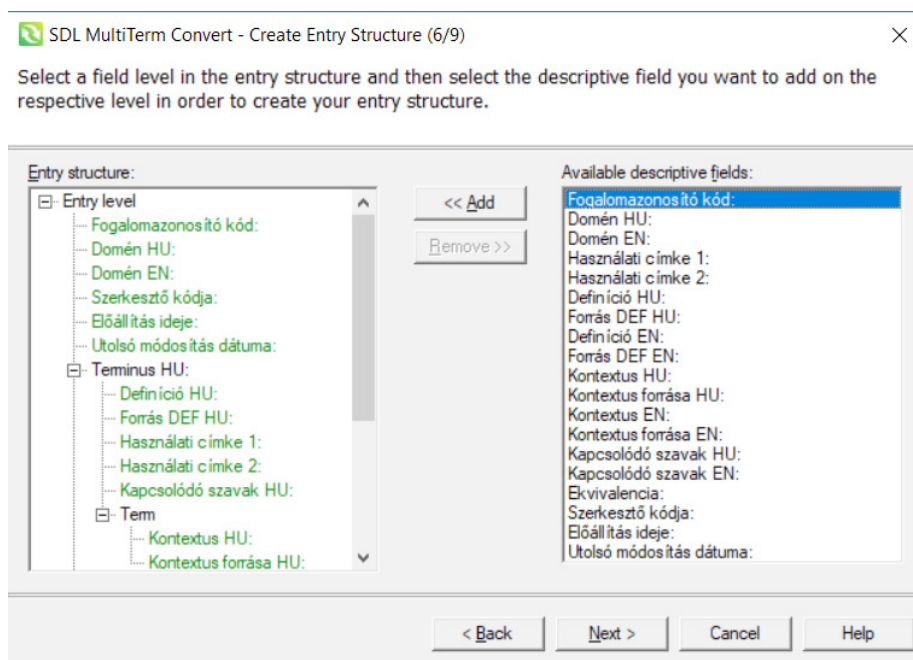 SDL MultiTerm Convert - Create Entry Structure (6/9)
Select a field level in the entry structure and then select the descriptive field you want to add on the
respective level in order to create your entry structure.
Entry structure:
Entry level
Fogalomazonosító kód:
Domén HU:
Domén EN:
Szerkesztő kódja:
Előállítás ideje:
Utolsó módosítás dátuma:
Terminus HU:
Definíció HU:
Forrás DEF HU:
Használati címke 1:
Használati címke 2:
Kapcsolódó szavak HU:
Term
Kontextus HU:
Kontextus forrása HU:
<< Add
Remove >>
Available descriptive fields:
Fogalomazonosító kód:
Domén HU:
Domén EN:
Használati címke 1:
Használati címke 2:
Definíció HU:
Forrás DEF HU:
Definíció EN:
Forrás DEF EN:
Kontextus HU:
Kontextus forrása HU:
Kontextus EN:
Kontextus forrása EN:
Kapcsolódó szavak HU:
Kapcsolódó szavak EN:
Ekvivalencia:
Szerkesztő kódja:
Előállítás ideje:
Utolsó módosítás dátuma:
< Back
Next >
Cancel
Help